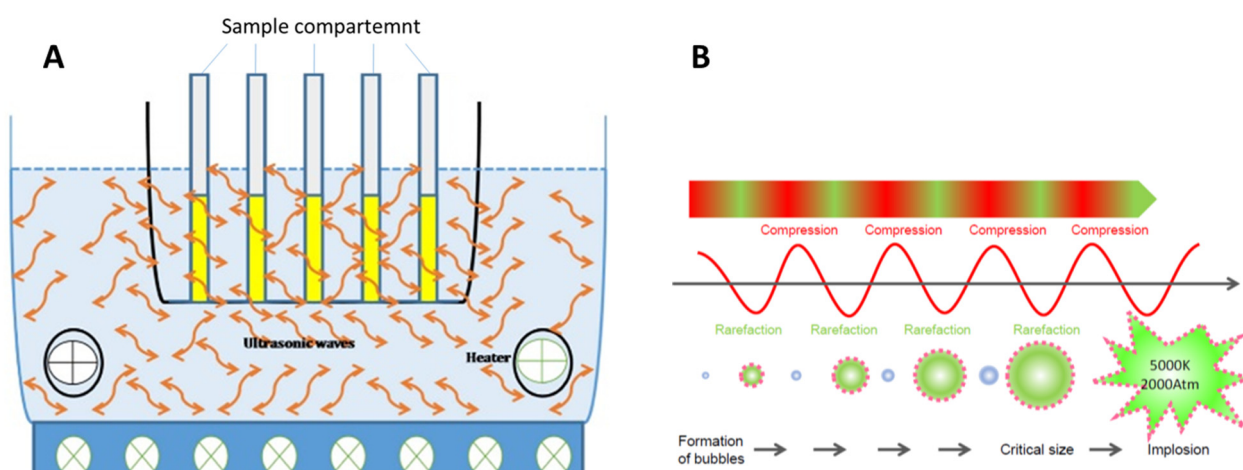 Sample compartemnt
A
Ultrasonic waves
Heater
B
Compression Compression Compression Compression
Rarefaction Rarefaction Rarefaction Rarefaction
5000K
2000Atm
Formation
of bubbles
Critical size
Implosion